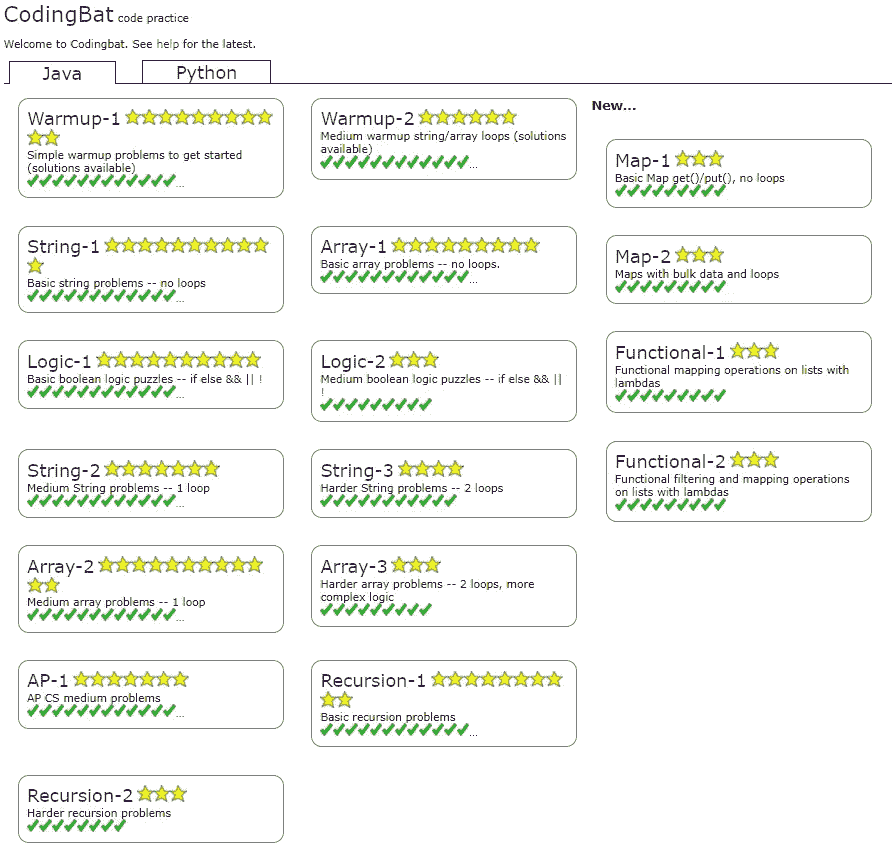 CodingBat code practice
Welcome to Codingbat. See help for the latest.
Java
Python
Warmup-1
Simple warmup problems to get started
(solutions available)
...
Warmup-2
Medium warmup string/array loops (solutions
available)
...
New...
Map-1
Basic Map get()/put(), no loops
String-1
Basic string problems -- no loops
...
Array-1
Basic array problems -- no loops.
...
Map-2
Maps with bulk data and loops
Logic-1
Basic boolean logic puzzles -- if else && || !
...
Logic-2
Medium boolean logic puzzles -- if else && ||
!
Functional-1
Functional mapping operations on lists with
lambdas
String-2
Medium String problems -- 1 loop
...
String-3
Harder String problems -- 2 loops
Functional-2
Functional filtering and mapping operations
on lists with lambdas
Array-2
Medium array problems -- 1 loop
...
Array-3
Harder array problems -- 2 loops, more
complex logic
AP-1
AP CS medium problems
...
Recursion-1
Basic recursion problems
...
Recursion-2
Harder recursion problems